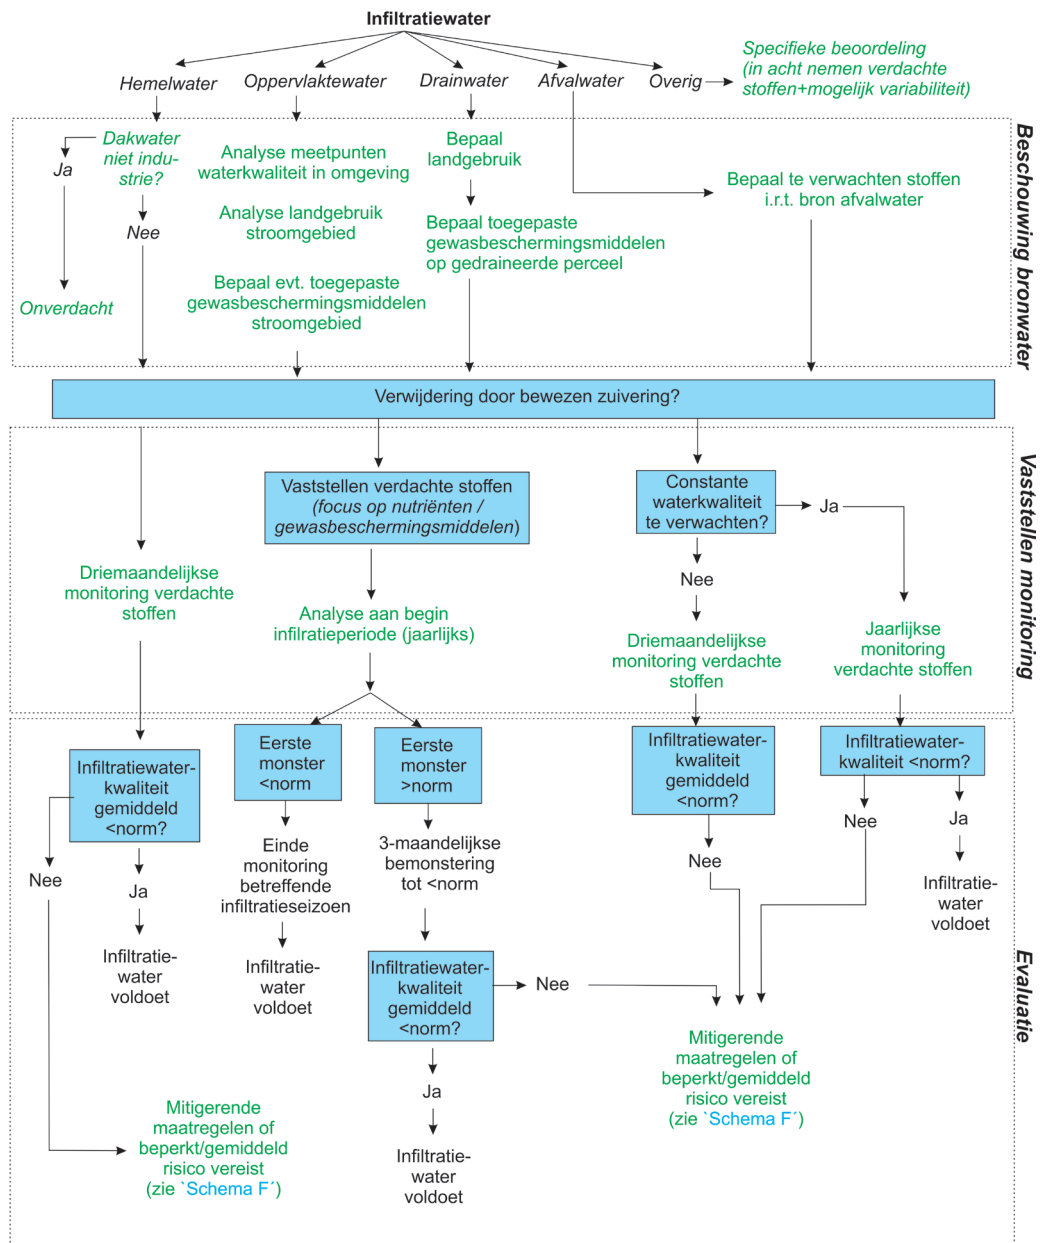 Infiltratiewater
Hemelwater
Oppervlaktewater
Drainwater
Afvalwater
Overig
Specifieke beoordeling
(in acht nemen verdachte
stoffen+mogelijk variabiliteit)
Beschouwing bronwater
Dakwater
niet indu-
strie?
Ja
Nee
Onverdacht
Analyse meetpunten
waterkwaliteit in omgeving
Analyse landgebruik
stroomgebied
Bepaal evt. toegepaste
gewasbeschermingsmiddelen
stroomgebied
Bepaal
landgebruik
Bepaal toegepaste
gewasbeschermingsmiddelen
op gedraineerde perceel
Bepaal te verwachten stoffen
i.r.t. bron afvalwater
Verwijdering door bewezen zuivering?
Vaststellen monitoring
Driemaandelijkse
monitoring verdachte
stoffen
Vaststellen verdachte stoffen
(focus op nutriënten /
gewasbeschermingsmiddelen)
Analyse aan begin
infilratieperiode (jaarlijks)
Constante
waterkwaliteit
te verwachten?
Ja
Nee
Driemaandelijkse
monitoring verdachte
stoffen
Jaarlijkse
monitoring
verdachte stoffen
Evaluatie
Infiltratiewater-
kwaliteit
gemiddeld
<norm?
Nee
Ja
Infiltratie-
water
voldoet
Mitigerende
maatregelen of
beperkt/gemiddeld
risico vereist
(zie `Schema F´)
Eerste
monster
<norm
Einde
monitoring
betreffende
infiltratieseizoen
Infiltratie-
water
voldoet
Eerste
monster
>norm
3-maandelijkse
bemonstering
tot <norm
Infiltratiewater-
kwaliteit
gemiddeld
<norm?
Nee
Ja
Infiltratie-
water
voldoet
Infiltratiewater-
kwaliteit
gemiddeld
<norm?
Nee
Infiltratiewater-
kwaliteit <norm?
Nee
Ja
Infiltratie-
water
voldoet
Mitigerende
maatregelen of
beperkt/gemiddeld
risico vereist
(zie `Schema F´)